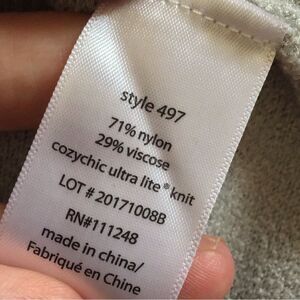 style 497
71% nylon
29% viscose
cozychic ultra lite® knit
LOT # 20171008B
RN#111248
made in china/
Fabriqué en Chine